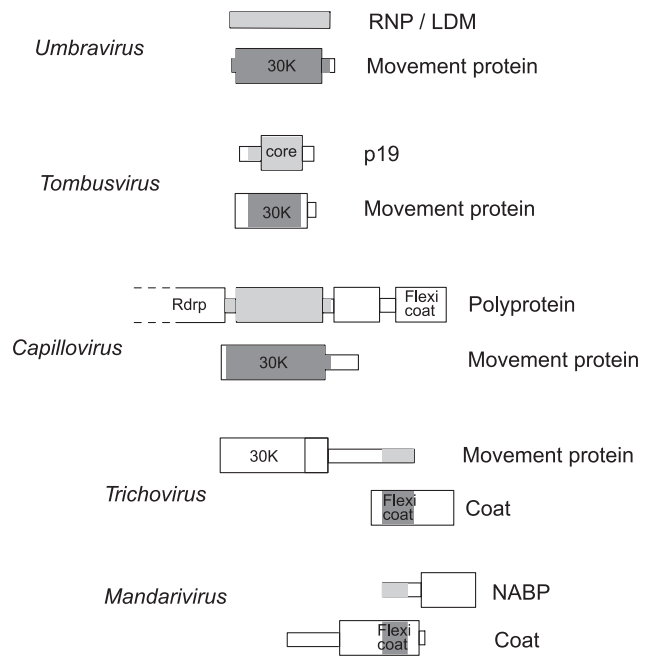 RNP / LDM
Umbravirus
30K
Movement protein
core
p19
Tombusvirus
30K
Movement protein
Rdrp
Flexi
coat
Polyprotein
Capillovirus
30K
Movement protein
30K
Movement protein
Trichovirus
Flexi
coat
Coat
Mandarivirus
NABP
Flexi
coat
Coat